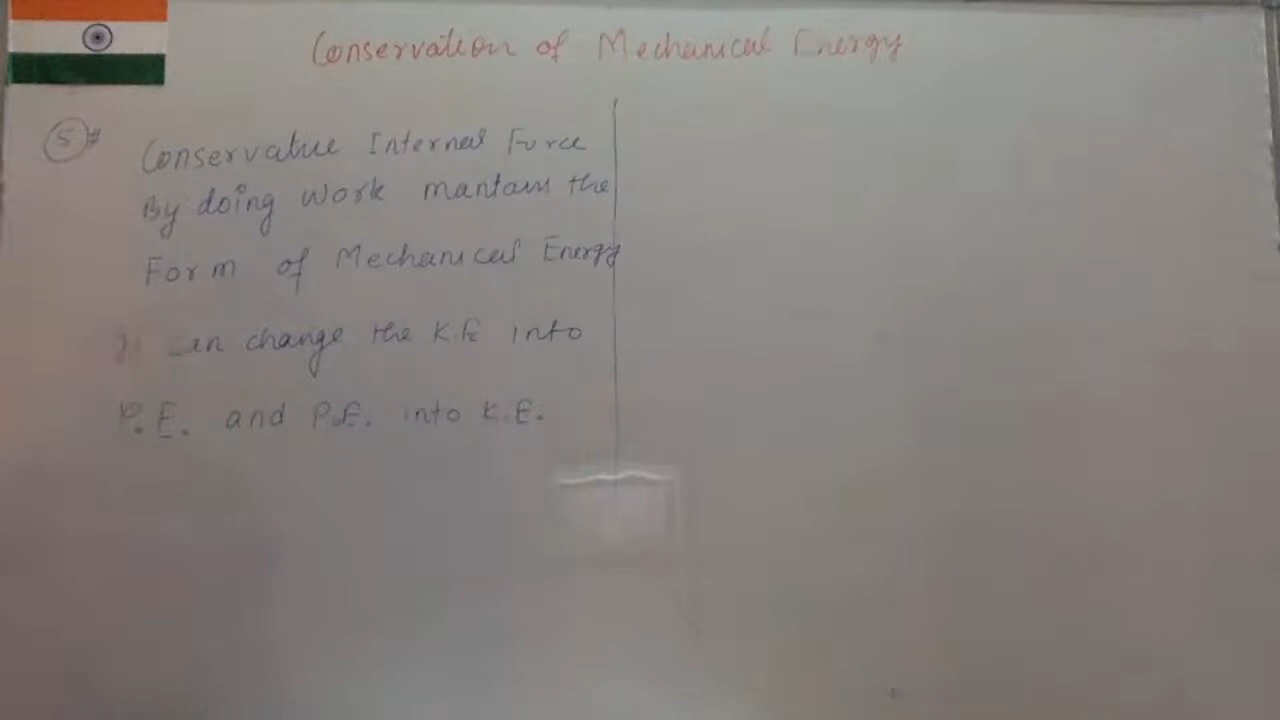 Conservation of Mechanical Energy
5 #
Conservative Internal Force
By doing work mantain the
Form of Mechanical Energy
It can change the K.E into
P.E. and P.E. into K.E.